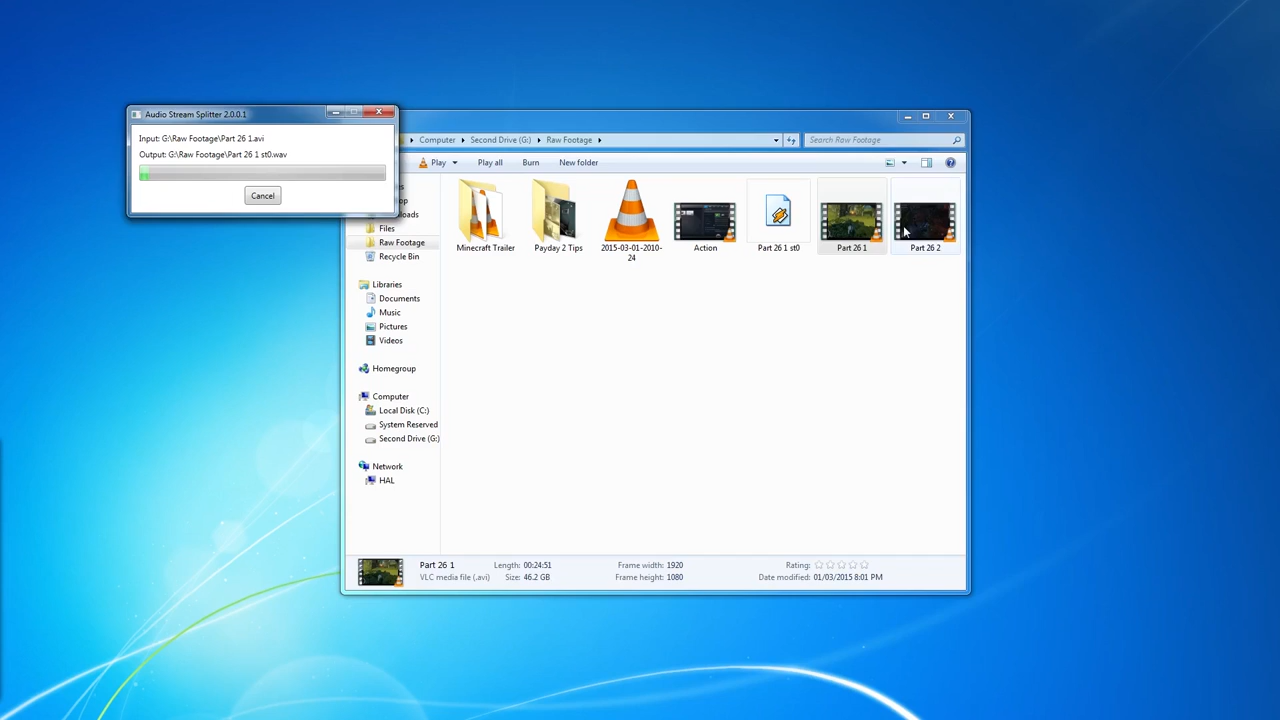 Audio Stream Splitter 2.0.0.1
Input: G:\Raw Footage\Part 26 1.avi
Output: G:\Raw Footage\Part 26 1 st0.wav
Cancel
Computer
Second Drive (G:)
Raw Footage
Search Raw Footage
Play
Play all
Burn
New folder
Files
Raw Footage
Recycle Bin
Libraries
Documents
Music
Pictures
Videos
Homegroup
Computer
Local Disk (C:)
System Reserved
Second Drive (G:)
Network
HAL
Minecraft Trailer
Payday 2 Tips
2015-03-01-2010-
24
Action
Part 26 1 st0
Part 26 1
Part 26 2
Part 26 1
Length: 00:24:51
Frame width: 1920
Rating:
VLC media file (.avi)
Size: 46.2 GB
Frame height: 1080
Date modified: 01/03/2015 8:01 PM